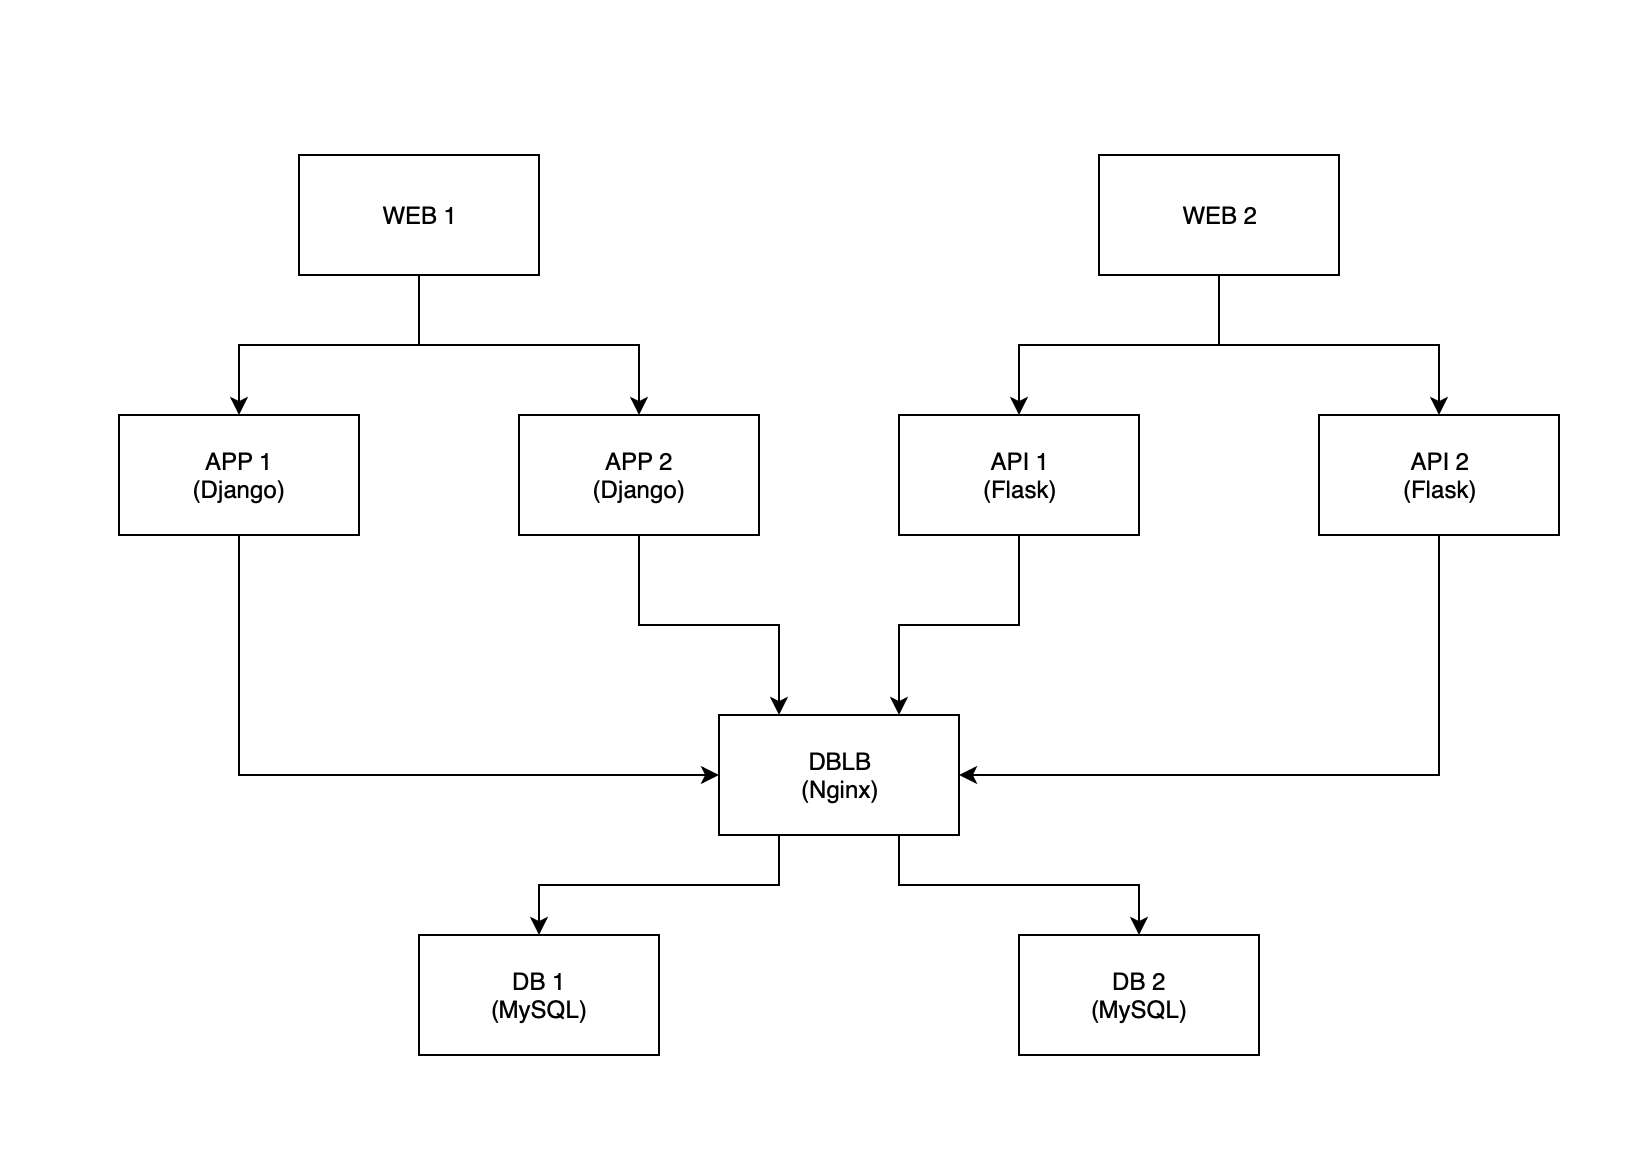 WEB 1
WEB 2
APP 1
(Django)
APP 2
(Django)
API 1
(Flask)
API 2
(Flask)
DBLB
(Nginx)
DB 1
(MySQL)
DB 2
(MySQL)